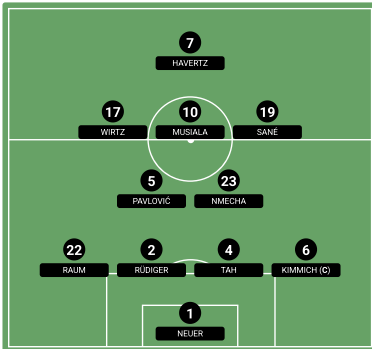 7
HAVERTZ
17 10 19
WIRTZ MUSIALA SANÉ
5 23
PAVLOVIĆ NMECHA
22 2 4 6
RAUM RÜDIGER TAH KIMMICH (C)
1
NEUER